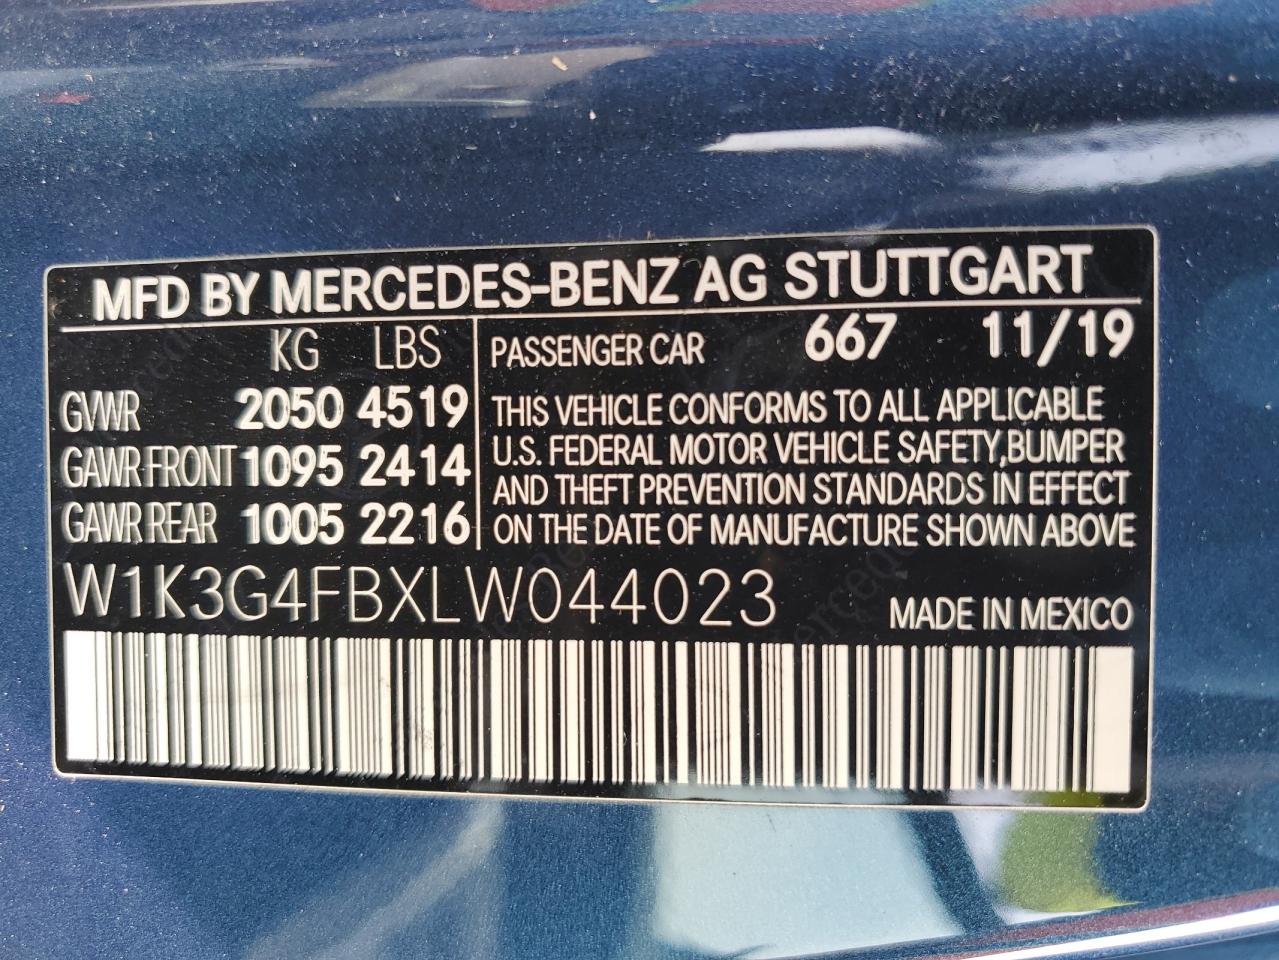 MFD BY MERCEDES-BENZ AG STUTTGART
KG LBS
PASSENGER CAR 667 11/19
GVWR 2050 4519
GAWR-FRONT 1095 2414
GAWR REAR 1005 2216
THIS VEHICLE CONFORMS TO ALL APPLICABLE
U.S. FEDERAL MOTOR VEHICLE SAFETY,BUMPER
AND THEFT PREVENTION STANDARDS IN EFFECT
ON THE DATE OF MANUFACTURE SHOWN ABOVE
W1K3G4FBXLW044023
MADE IN MEXICO